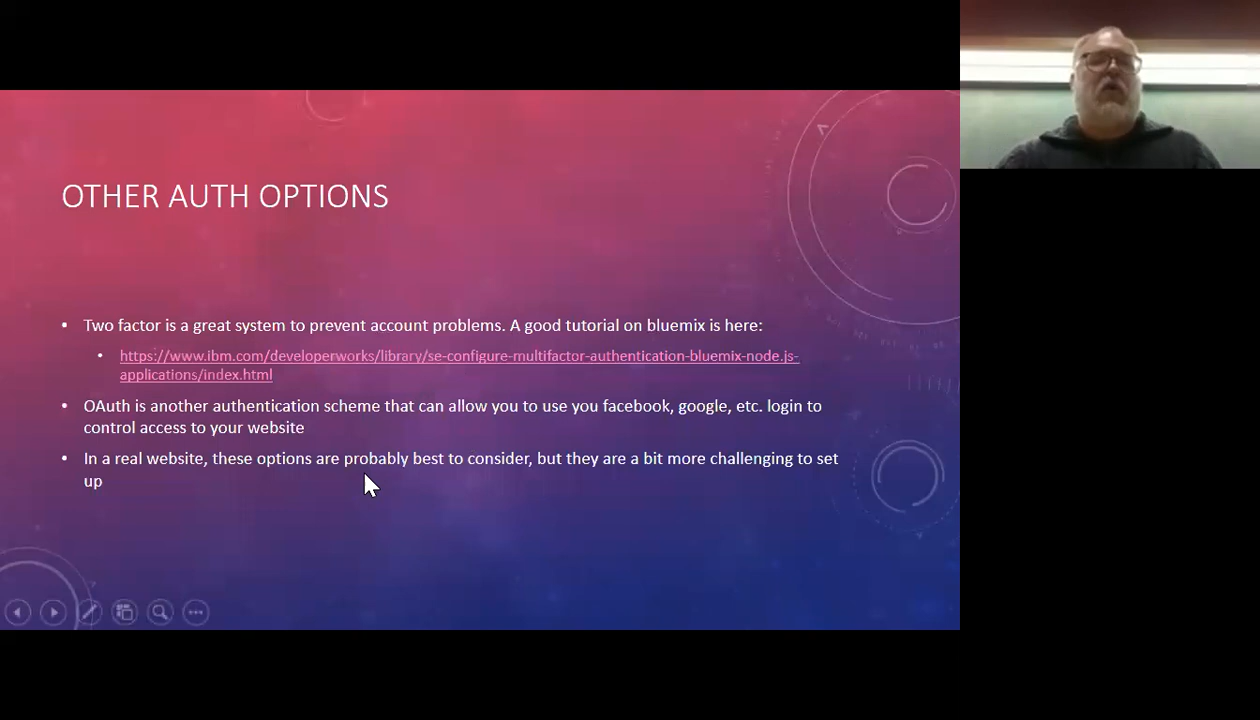 OTHER AUTH OPTIONS
• Two factor is a great system to prevent account problems. A good tutorial on bluemix is here:
• https://www.ibm.com/developerworks/library/se-configure-multifactor-authentication-bluemix-node.js-
applications/index.html
• OAuth is another authentication scheme that can allow you to use you facebook, google, etc. login to
control access to your website
• In a real website, these options are probably best to consider, but they are a bit more challenging to set
up